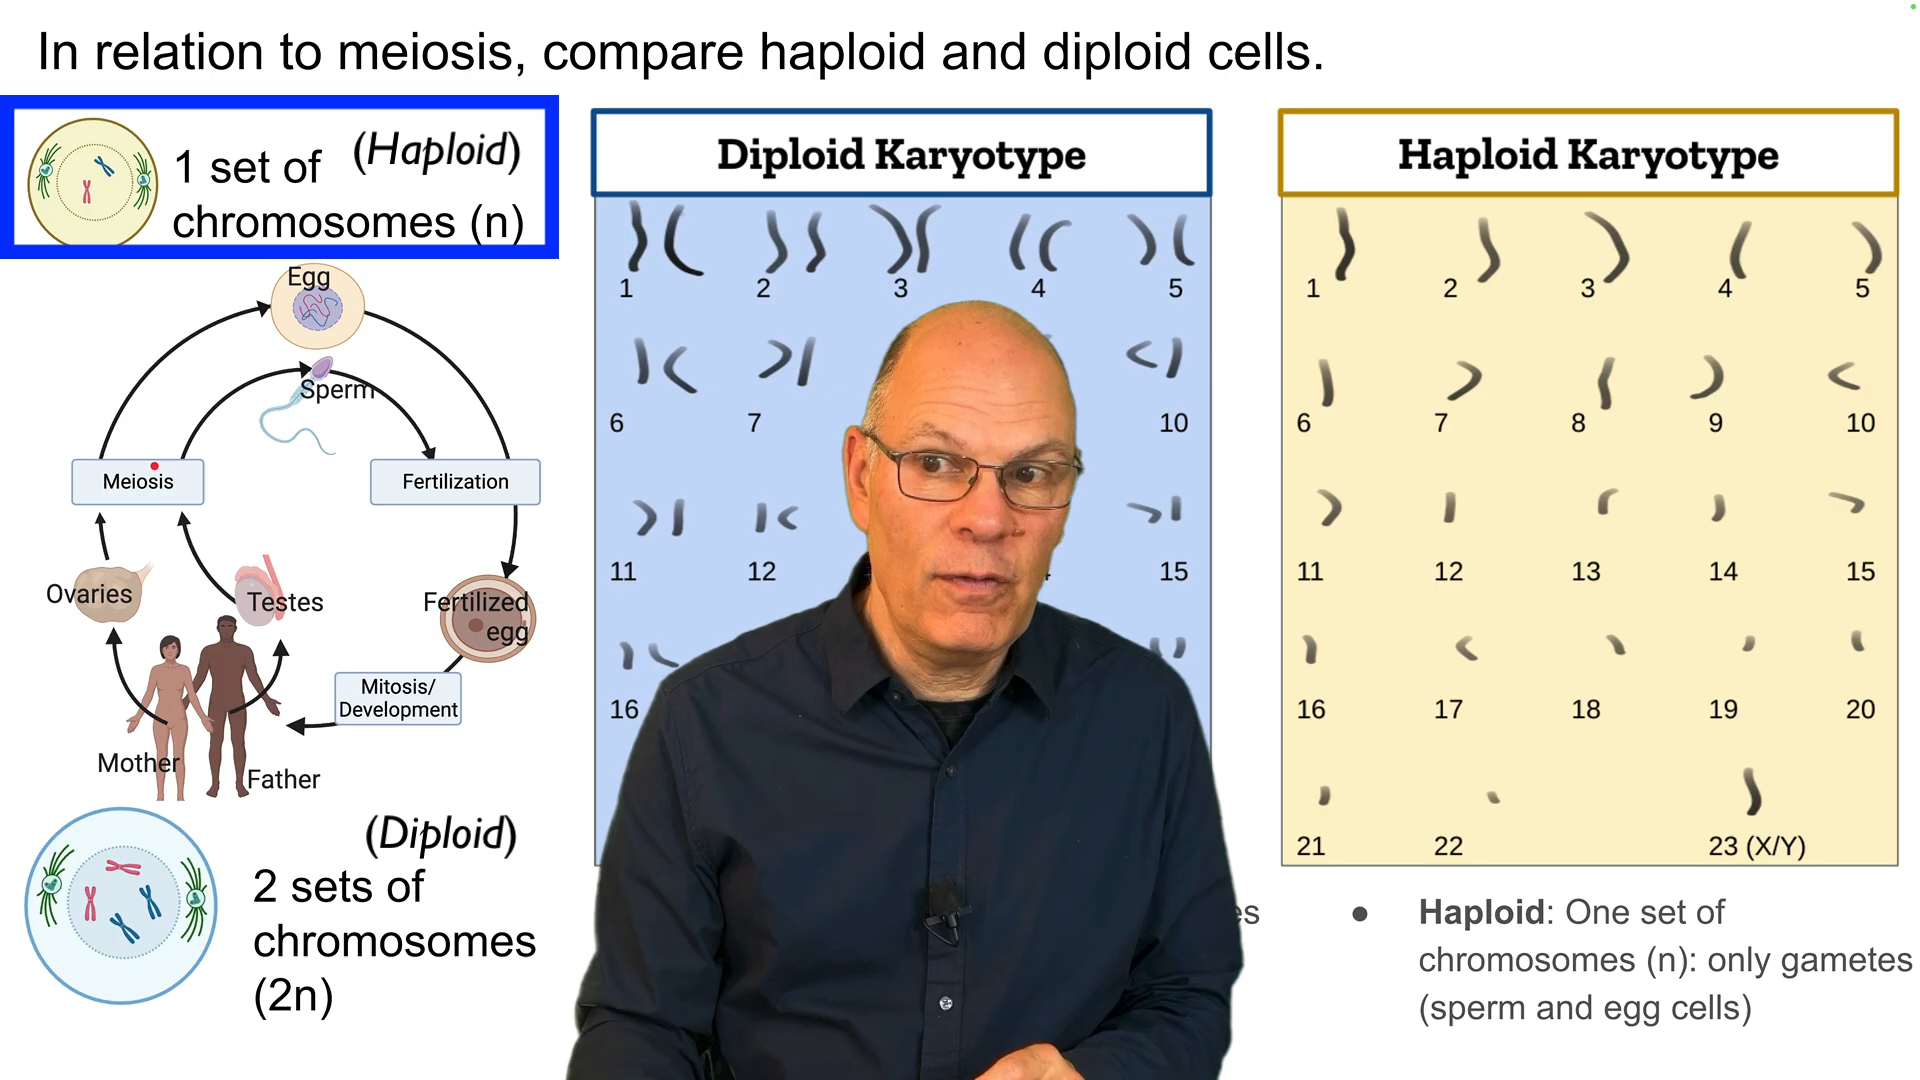 In relation to meiosis, compare haploid and diploid cells.
1 set of (Haploid)
chromosomes (n)
Egg
Sperm
Meiosis
Fertilization
Ovaries
Testes
Fertilized
egg
Mitosis/
Development
Mother
Father
(Diploid)
2 sets of
chromosomes
(2n)
Diploid Karyotype
1 2 3 4 5
6 7 10
11 12 15
16
Haploid Karyotype
1 2 3 4 5
6 7 8 9 10
11 12 13 14 15
16 17 18 19 20
21 22 23 (X/Y)
● Haploid: One set of
chromosomes (n): only gametes
(sperm and egg cells)